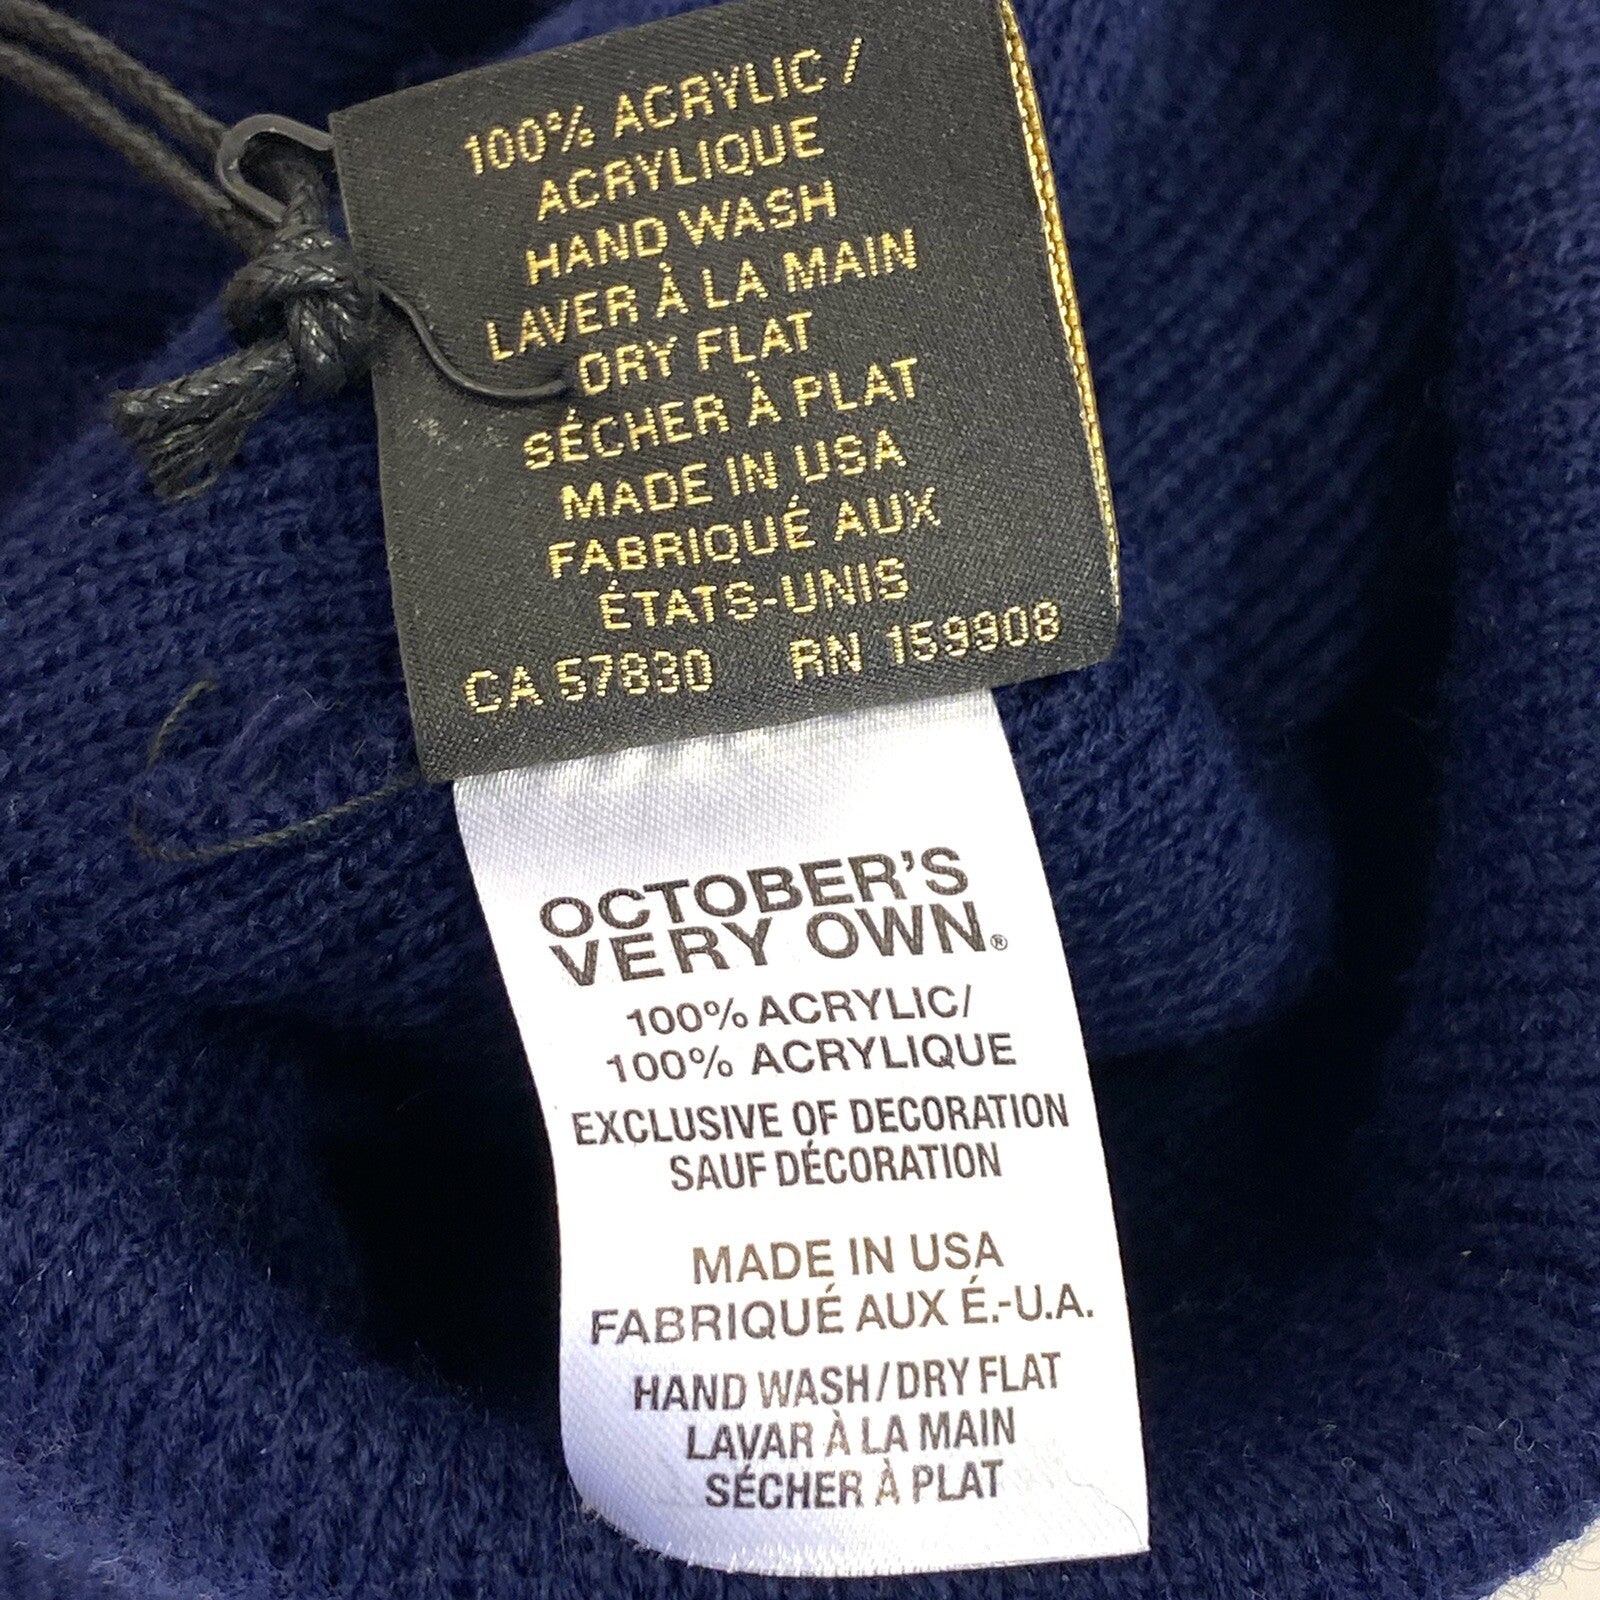 100% ACRYLIC /
ACRYLIQUE
HAND WASH
LAVER À LA MAIN
DRY FLAT
SÉCHER À PLAT
MADE IN USA
FABRIQUÉ AUX
ÉTATS-UNIS
CA 57830 RN 159908
OCTOBER'S
VERY OWN®
100% ACRYLIC/
100% ACRYLIQUE
EXCLUSIVE OF DECORATION
SAUF DÉCORATION
MADE IN USA
FABRIQUÉ AUX É.-U.A.
HAND WASH/DRY FLAT
LAVAR À LA MAIN
SÉCHER À PLAT